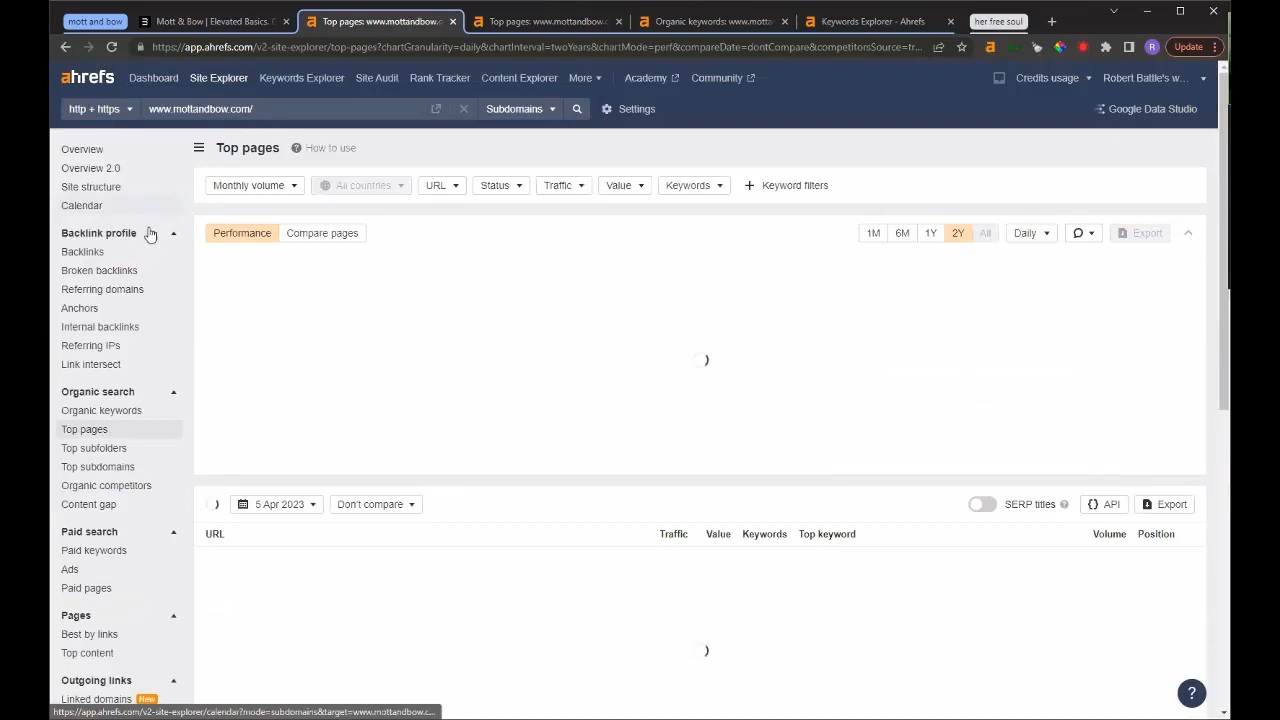 mott and bow
Mott & Bow | Elevated Basics. G
Top pages: www.mottandbow.c
Top pages: www.mottandbow.
Organic keywords: www.mottan
Keywords Explorer - Ahrefs
her free soul
https://app.ahrefs.com/v2-site-explorer/top-pages?chartGranularity=daily&chartInterval=twoYears&chartMode=perf&compareDate=dontCompare&competitorsSource=tr...
R
Update
ahrefs
Dashboard
Site Explorer
Keywords Explorer
Site Audit
Rank Tracker
Content Explorer
More
Academy
Community
Credits usage
Robert Battle's w...
http + https
www.mottandbow.com/
Subdomains
Settings
Google Data Studio
Overview
Overview 2.0
Site structure
Calendar
Backlink profile
Backlinks
Broken backlinks
Referring domains
Anchors
Internal backlinks
Referring IPs
Link intersect
Organic search
Organic keywords
Top pages
Top subfolders
Top subdomains
Organic competitors
Content gap
Paid search
Paid keywords
Ads
Paid pages
Pages
Best by links
Top content
Outgoing links
Linked domains New
Top pages
How to use
Monthly volume
All countries
URL
Status
Traffic
Value
Keywords
Keyword filters
Performance
Compare pages
1M
6M
1Y
2Y
All
Daily
Export
5 Apr 2023
Don't compare
SERP titles
API
Export
URL
Traffic
Value
Keywords
Top keyword
Volume
Position
?
https://app.ahrefs.com/v2-site-explorer/calendar?mode=subdomains&target=www.mottandbow.c...